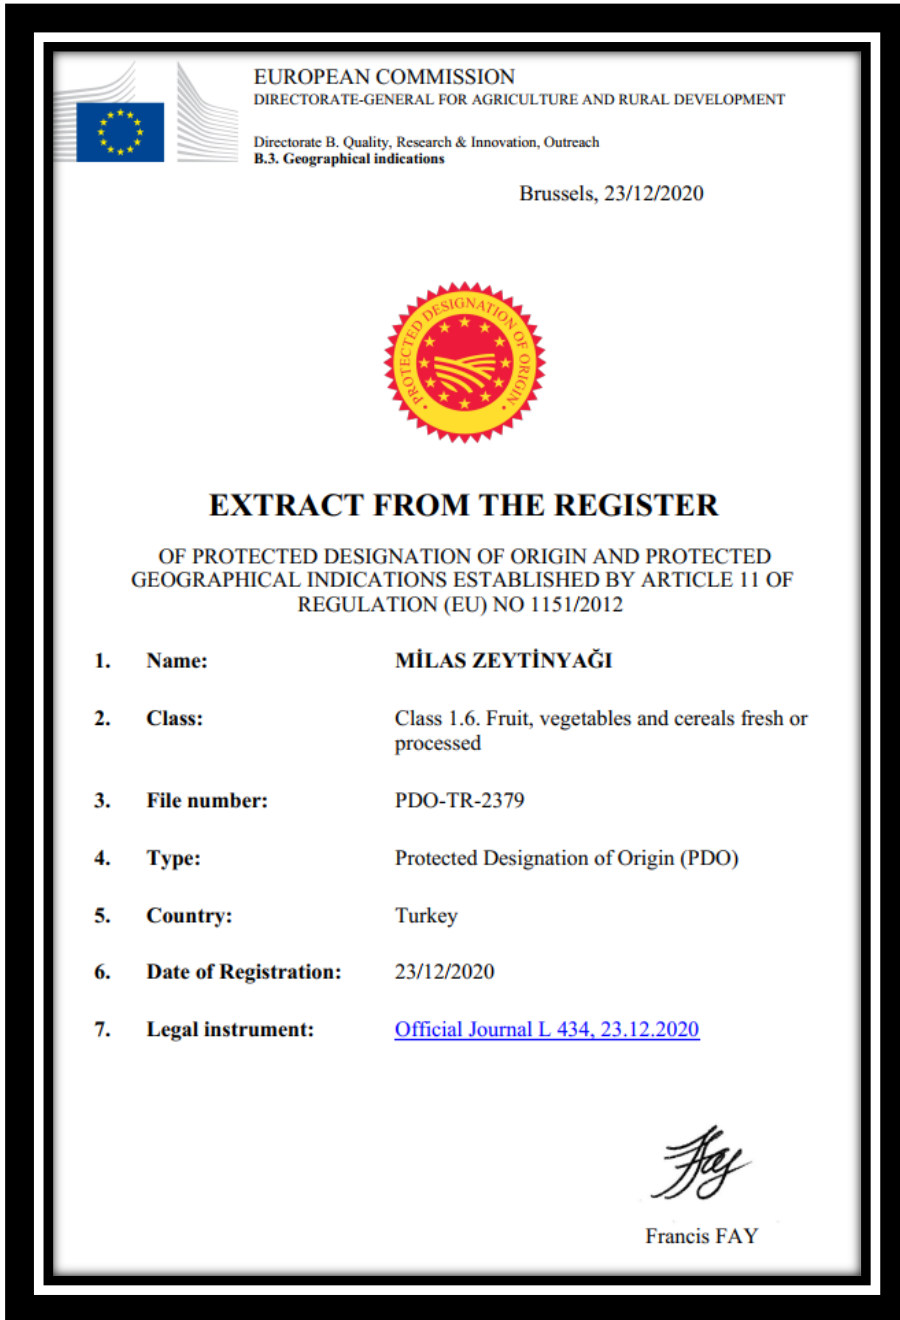 EUROPEAN COMMISSION
DIRECTORATE-GENERAL FOR AGRICULTURE AND RURAL DEVELOPMENT
Directorate B. Quality, Research & Innovation, Outreach
B.3. Geographical indications
Brussels, 23/12/2020
• PROTECTED DESIGNATION OF ORIGIN •
EXTRACT FROM THE REGISTER
OF PROTECTED DESIGNATION OF ORIGIN AND PROTECTED
GEOGRAPHICAL INDICATIONS ESTABLISHED BY ARTICLE 11 OF
REGULATION (EU) NO 1151/2012
1. Name: MİLAS ZEYTİNYAĞI
2. Class: Class 1.6. Fruit, vegetables and cereals fresh or
processed
3. File number: PDO-TR-2379
4. Type: Protected Designation of Origin (PDO)
5. Country: Turkey
6. Date of Registration: 23/12/2020
7. Legal instrument: Official Journal L 434, 23.12.2020
Fay
Francis FAY